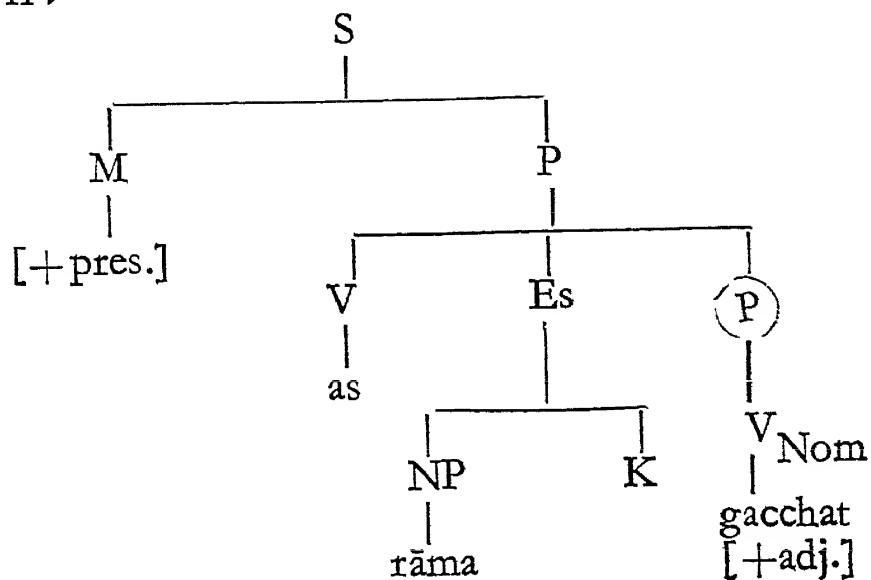 S
M P
[+pres.]
V Es P
as
V Nom
NP K
gacchat
rāma [+adj.]